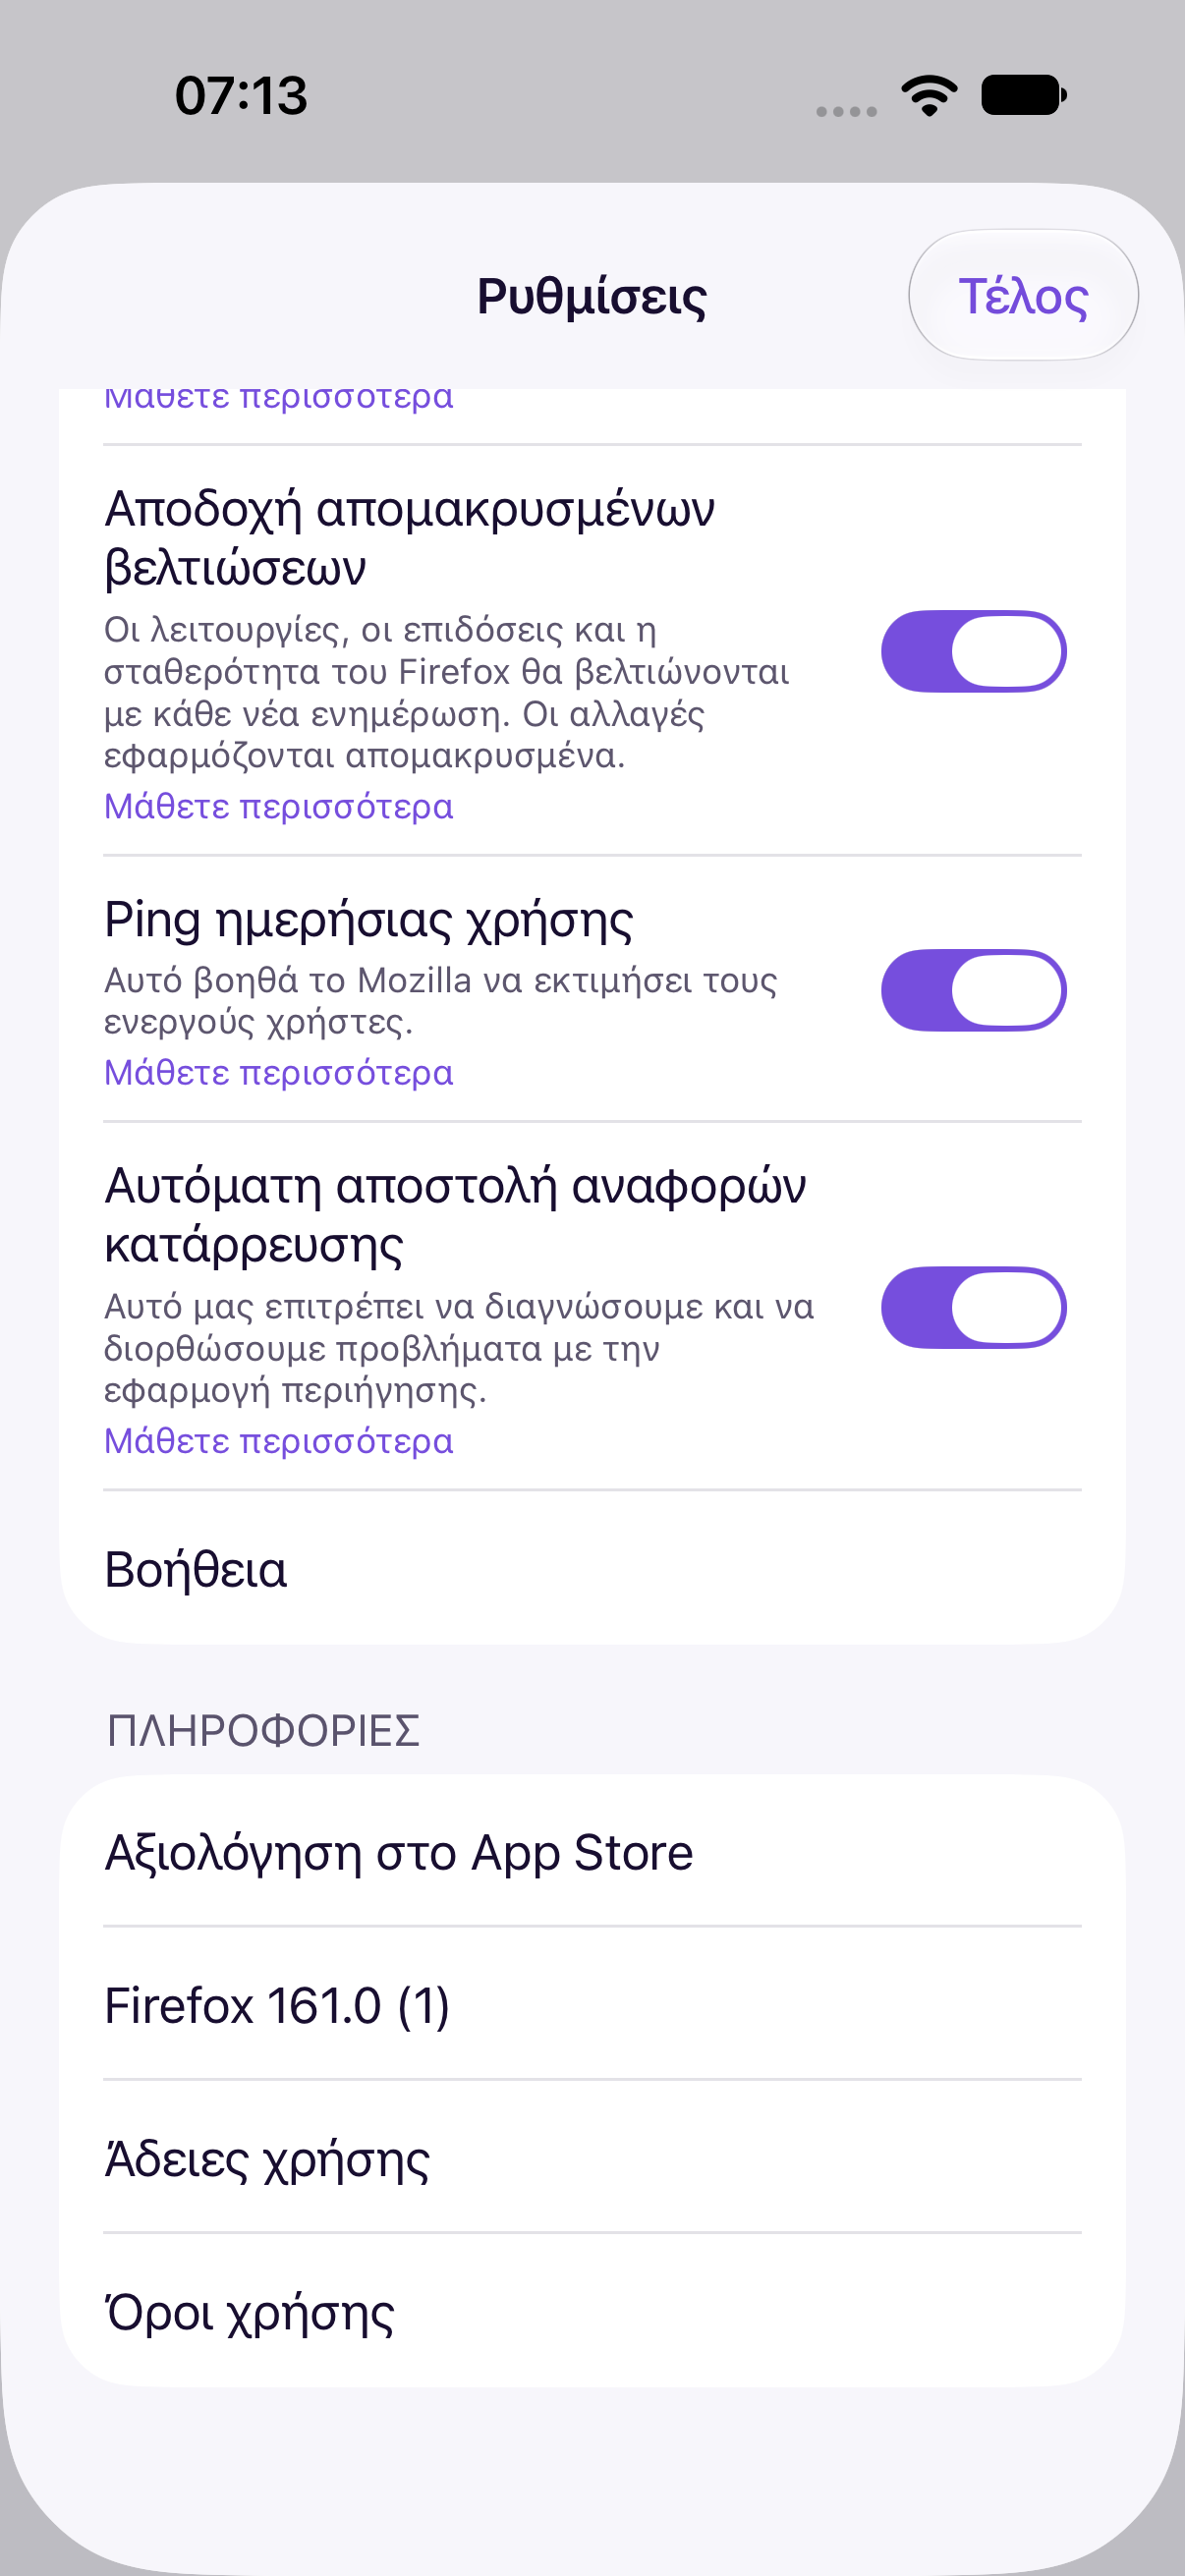 07:13
Ρυθμίσεις
Τέλος
Μάθετε περισσότερα
Αποδοχή απομακρυσμένων
βελτιώσεων
Οι λειτουργίες, οι επιδόσεις και η
σταθερότητα του Firefox θα βελτιώνονται
με κάθε νέα ενημέρωση. Οι αλλαγές
εφαρμόζονται απομακρυσμένα.
Μάθετε περισσότερα
Ping ημερήσιας χρήσης
Αυτό βοηθά το Mozilla να εκτιμήσει τους
ενεργούς χρήστες.
Μάθετε περισσότερα
Αυτόματη αποστολή αναφορών
κατάρρευσης
Αυτό μας επιτρέπει να διαγνώσουμε και να
διορθώσουμε προβλήματα με την
εφαρμογή περιήγησης.
Μάθετε περισσότερα
Βοήθεια
ΠΛΗΡΟΦΟΡΙΕΣ
Αξιολόγηση στο App Store
Firefox 161.0 (1)
Άδειες χρήσης
Όροι χρήσης